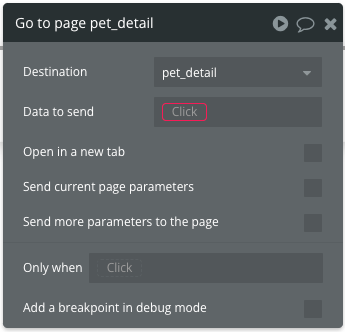 Go to page pet_detail
Destination pet_detail
Data to send Click
Open in a new tab
Send current page parameters
Send more parameters to the page
Only when Click
Add a breakpoint in debug mode